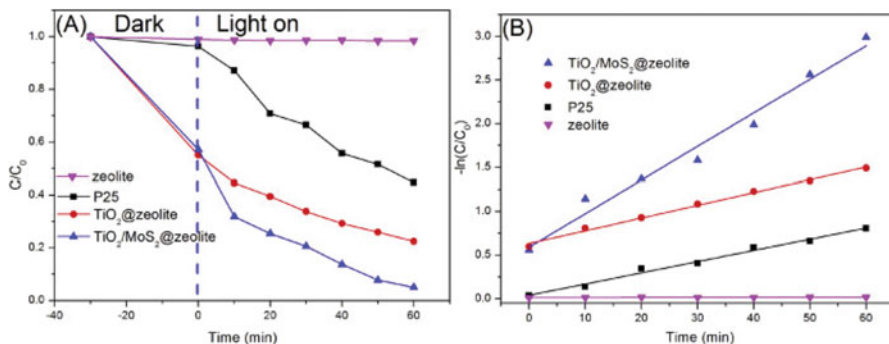 (A) Dark Light on
1.0
0.8
0.6
0.4
0.2
0.0
C/C₀
zeolite
P25
TiO₂@zeolite
TiO₂/MoS₂@zeolite
-40 -20 0 20 40 60
Time (min)
(B)
3.0
2.5
2.0
1.5
1.0
0.5
0.0
-ln(C/C₀)
TiO₂/MoS₂@zeolite
TiO₂@zeolite
P25
zeolite
0 10 20 30 40 50 60
Time (min)